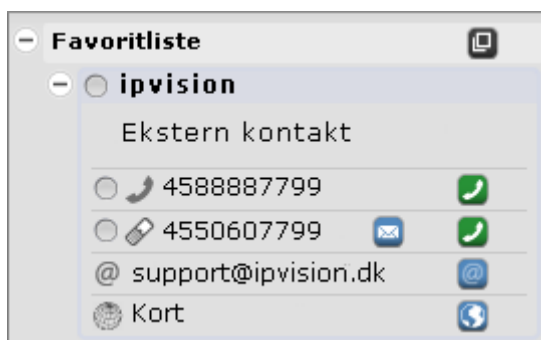 Favoritliste
ipvision
Ekstern kontakt
4588887799
4550607799
@ support@ipvision.dk @
Kort